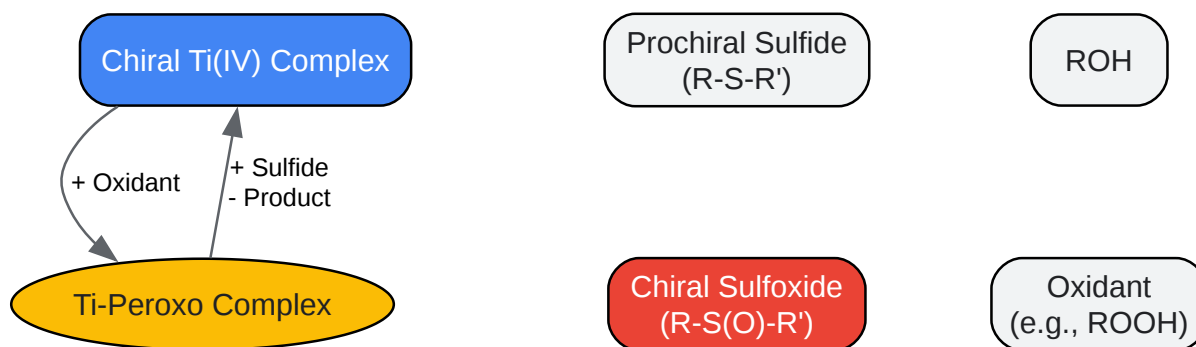 Chiral Ti(IV) Complex
Prochiral Sulfide
(R-S-R')
ROH
+ Oxidant
+ Sulfide
- Product
Ti-Peroxo Complex
Chiral Sulfoxide
(R-S(O)-R')
Oxidant
(e.g., ROOH)